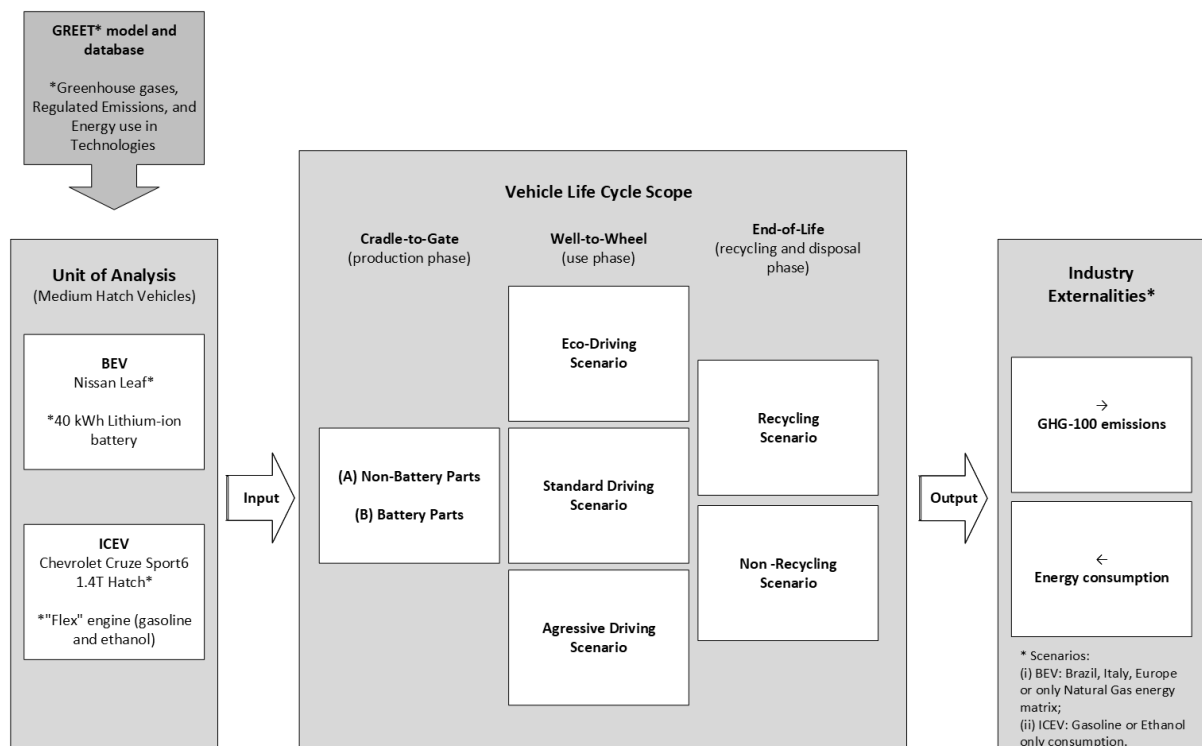 GREET* model and
database
*Greenhouse gases,
Regulated Emissions, and
Energy use in
Technologies
Unit of Analysis
(Medium Hatch Vehicles)
BEV
Nissan Leaf*
*40 kWh Lithium-ion
battery
ICEV
Chevrolet Cruze Sport6
1.4T Hatch*
*"Flex" engine (gasoline
and ethanol)
Input
Vehicle Life Cycle Scope
Cradle-to-Gate
(production phase)
(A) Non-Battery Parts
(B) Battery Parts
Well-to-Wheel
(use phase)
Eco-Driving
Scenario
Standard Driving
Scenario
Agressive Driving
Scenario
End-of-Life
(recycling and disposal
phase)
Recycling
Scenario
Non -Recycling
Scenario
Output
Industry
Externalities*
→
GHG-100 emissions
←
Energy consumption
* Scenarios:
(i) BEV: Brazil, Italy, Europe
or only Natural Gas energy
matrix;
(ii) ICEV: Gasoline or Ethanol
only consumption.